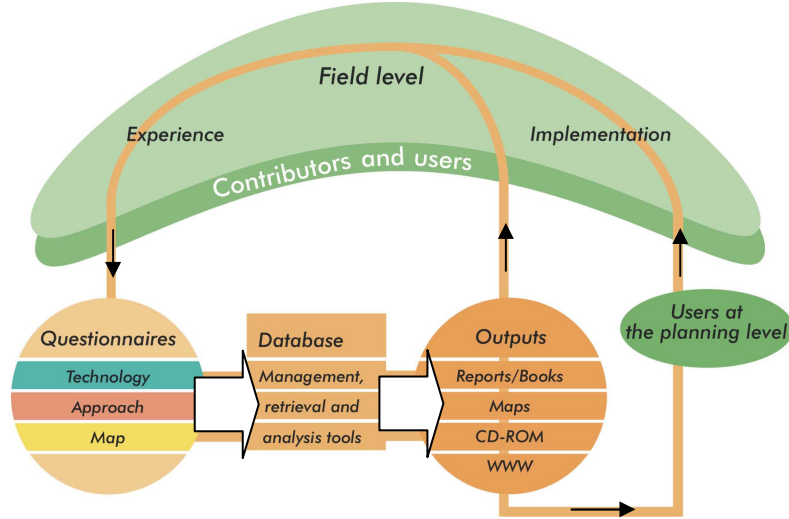 Field level
Experience
Implementation
Contributors and users
Questionnaires
Technology
Approach
Map
Database
Management,
retrieval and
analysis tools
Outputs
Reports/Books
Maps
CD-ROM
WWW
Users at
the planning level